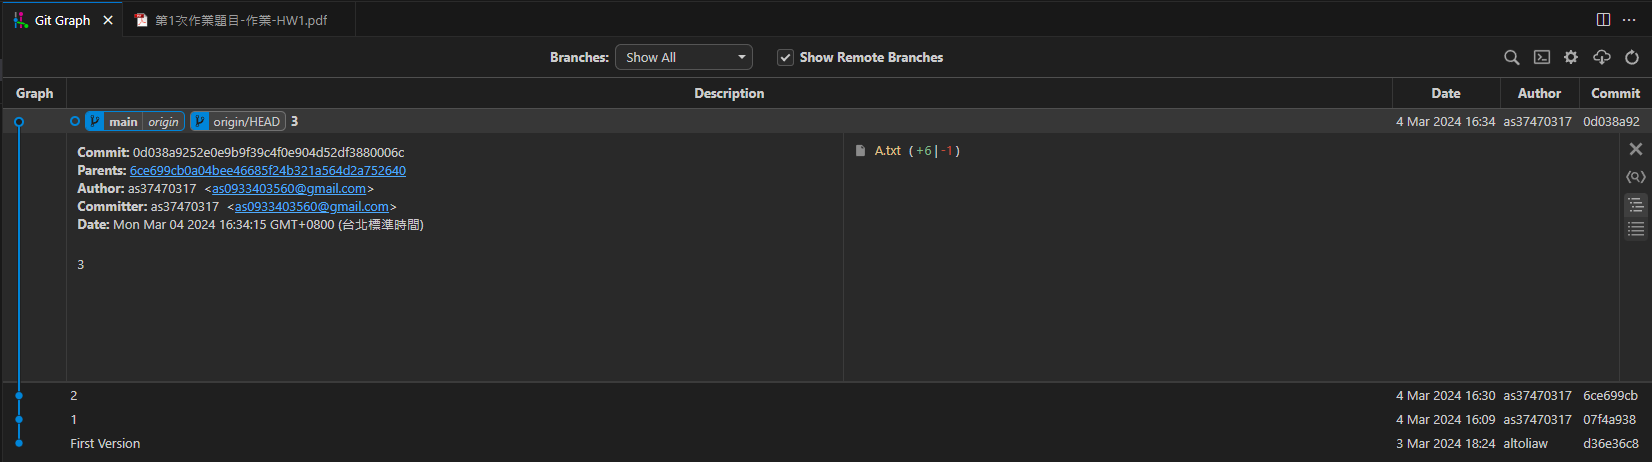 Git Graph 第1次作業題目-作業-HW1.pdf
Branches: Show All Show Remote Branches
Graph Description Date Author Commit
main origin origin/HEAD 3 4 Mar 2024 16:34 as37470317 0d038a92
Commit: 0d038a9252e0e9b9f39c4f0e904d52df3880006c
Parents: 6ce699cb0a04bee46685f24b321a564d2a752640
Author: as37470317 <as0933403560@gmail.com>
Committer: as37470317 <as0933403560@gmail.com>
Date: Mon Mar 04 2024 16:34:15 GMT+0800 (台北標準時間)
3
A.txt (+6|-1)
2 4 Mar 2024 16:30 as37470317 6ce699cb
1 4 Mar 2024 16:09 as37470317 07f4a938
First Version 3 Mar 2024 18:24 altoliaw d36e36c8